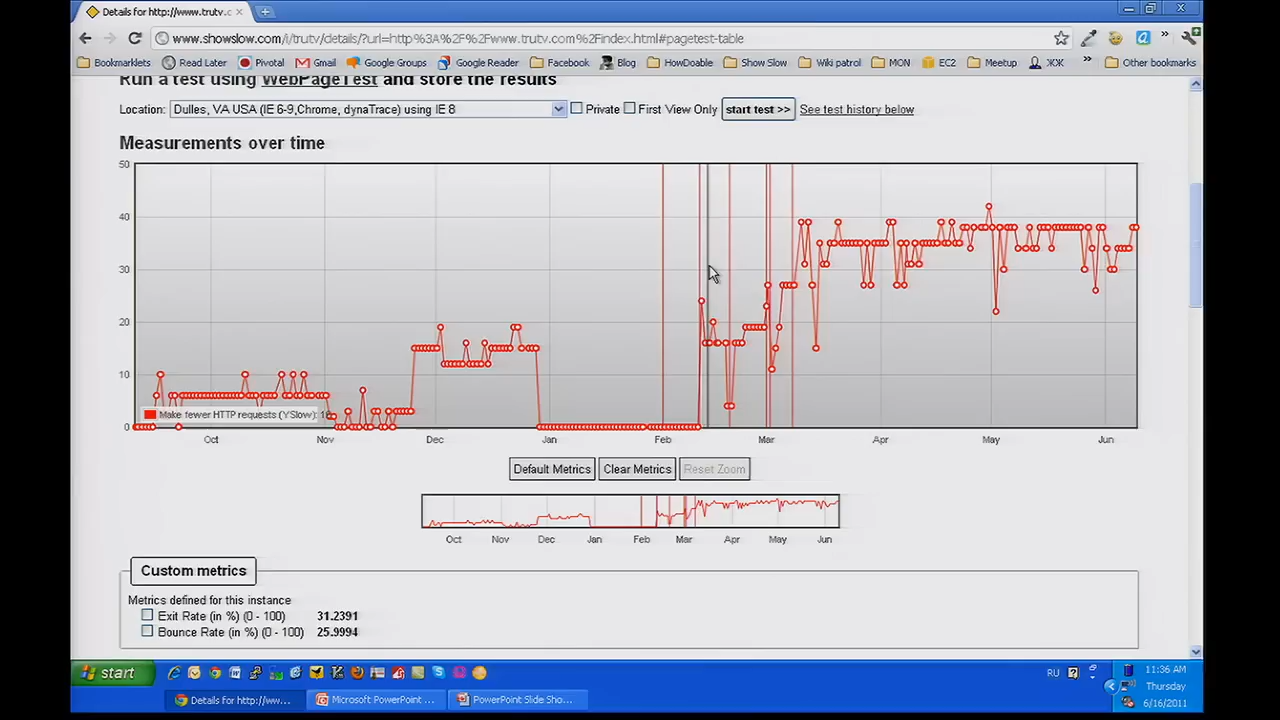 Details for http://www.trutv.c
www.showslow.com/i/trutv/details/?url=http%3A%2F%2Fwww.trutv.com%2Findex.html#pagetest-table
Bookmarklets Read Later Pivotal Gmail Google Groups Google Reader Facebook Blog HowDoable Show Slow Wiki patrol MON EC2 Meetup ЖЖ » Other bookmarks
Run a test using WebPageTest and store the results
Location: Dulles, VA USA (IE 6-9,Chrome, dynaTrace) using IE 8 Private First View Only start test >> See test history below
Measurements over time
50
40
30
20
10
0
Make fewer HTTP requests (YSlow):
Oct Nov Dec Jan Feb Mar Apr May Jun
Default Metrics Clear Metrics Reset Zoom
Oct Nov Dec Jan Feb Mar Apr May Jun
Custom metrics
Metrics defined for this instance
Exit Rate (in %) (0 - 100) 31.2391
Bounce Rate (in %) (0 - 100) 25.9994
start RU 11:36 AM
Thursday
Details for http://ww... Microsoft PowerPoint ... PowerPoint Slide Sho... 6/16/2011